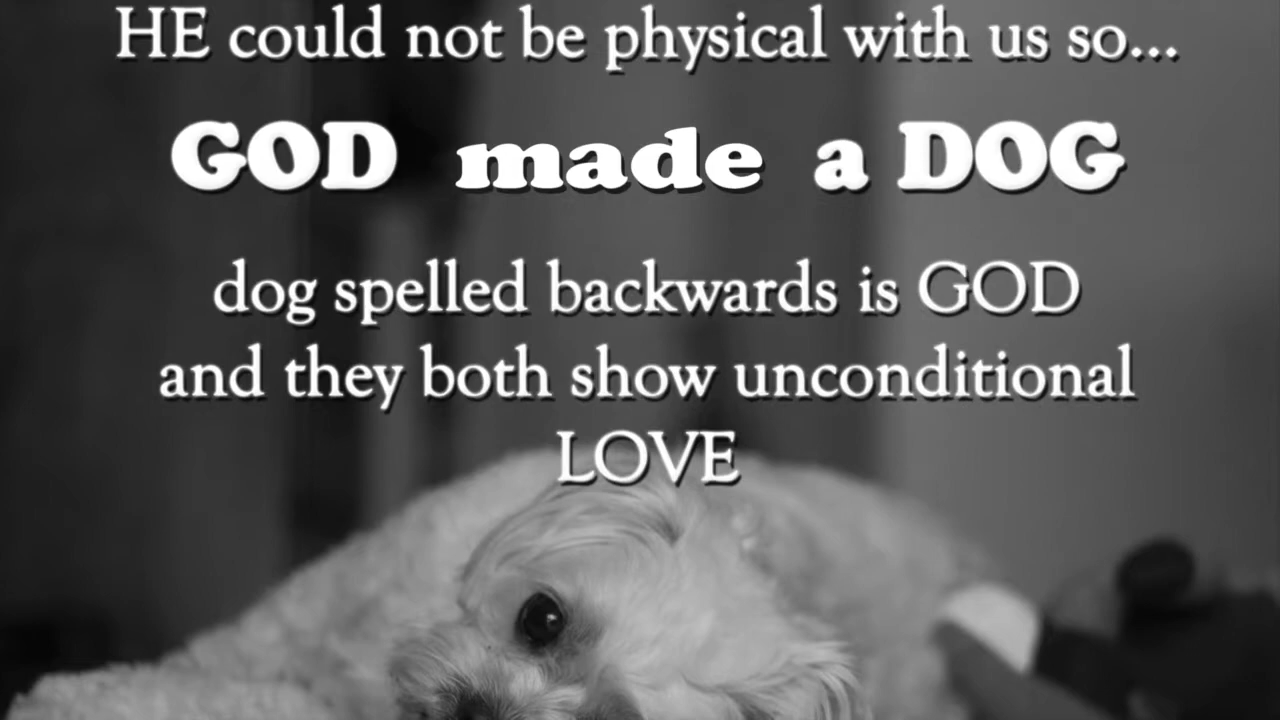 HE could not be physical with us so...
GOD made a DOG
dog spelled backwards is GOD
and they both show unconditional
LOVE